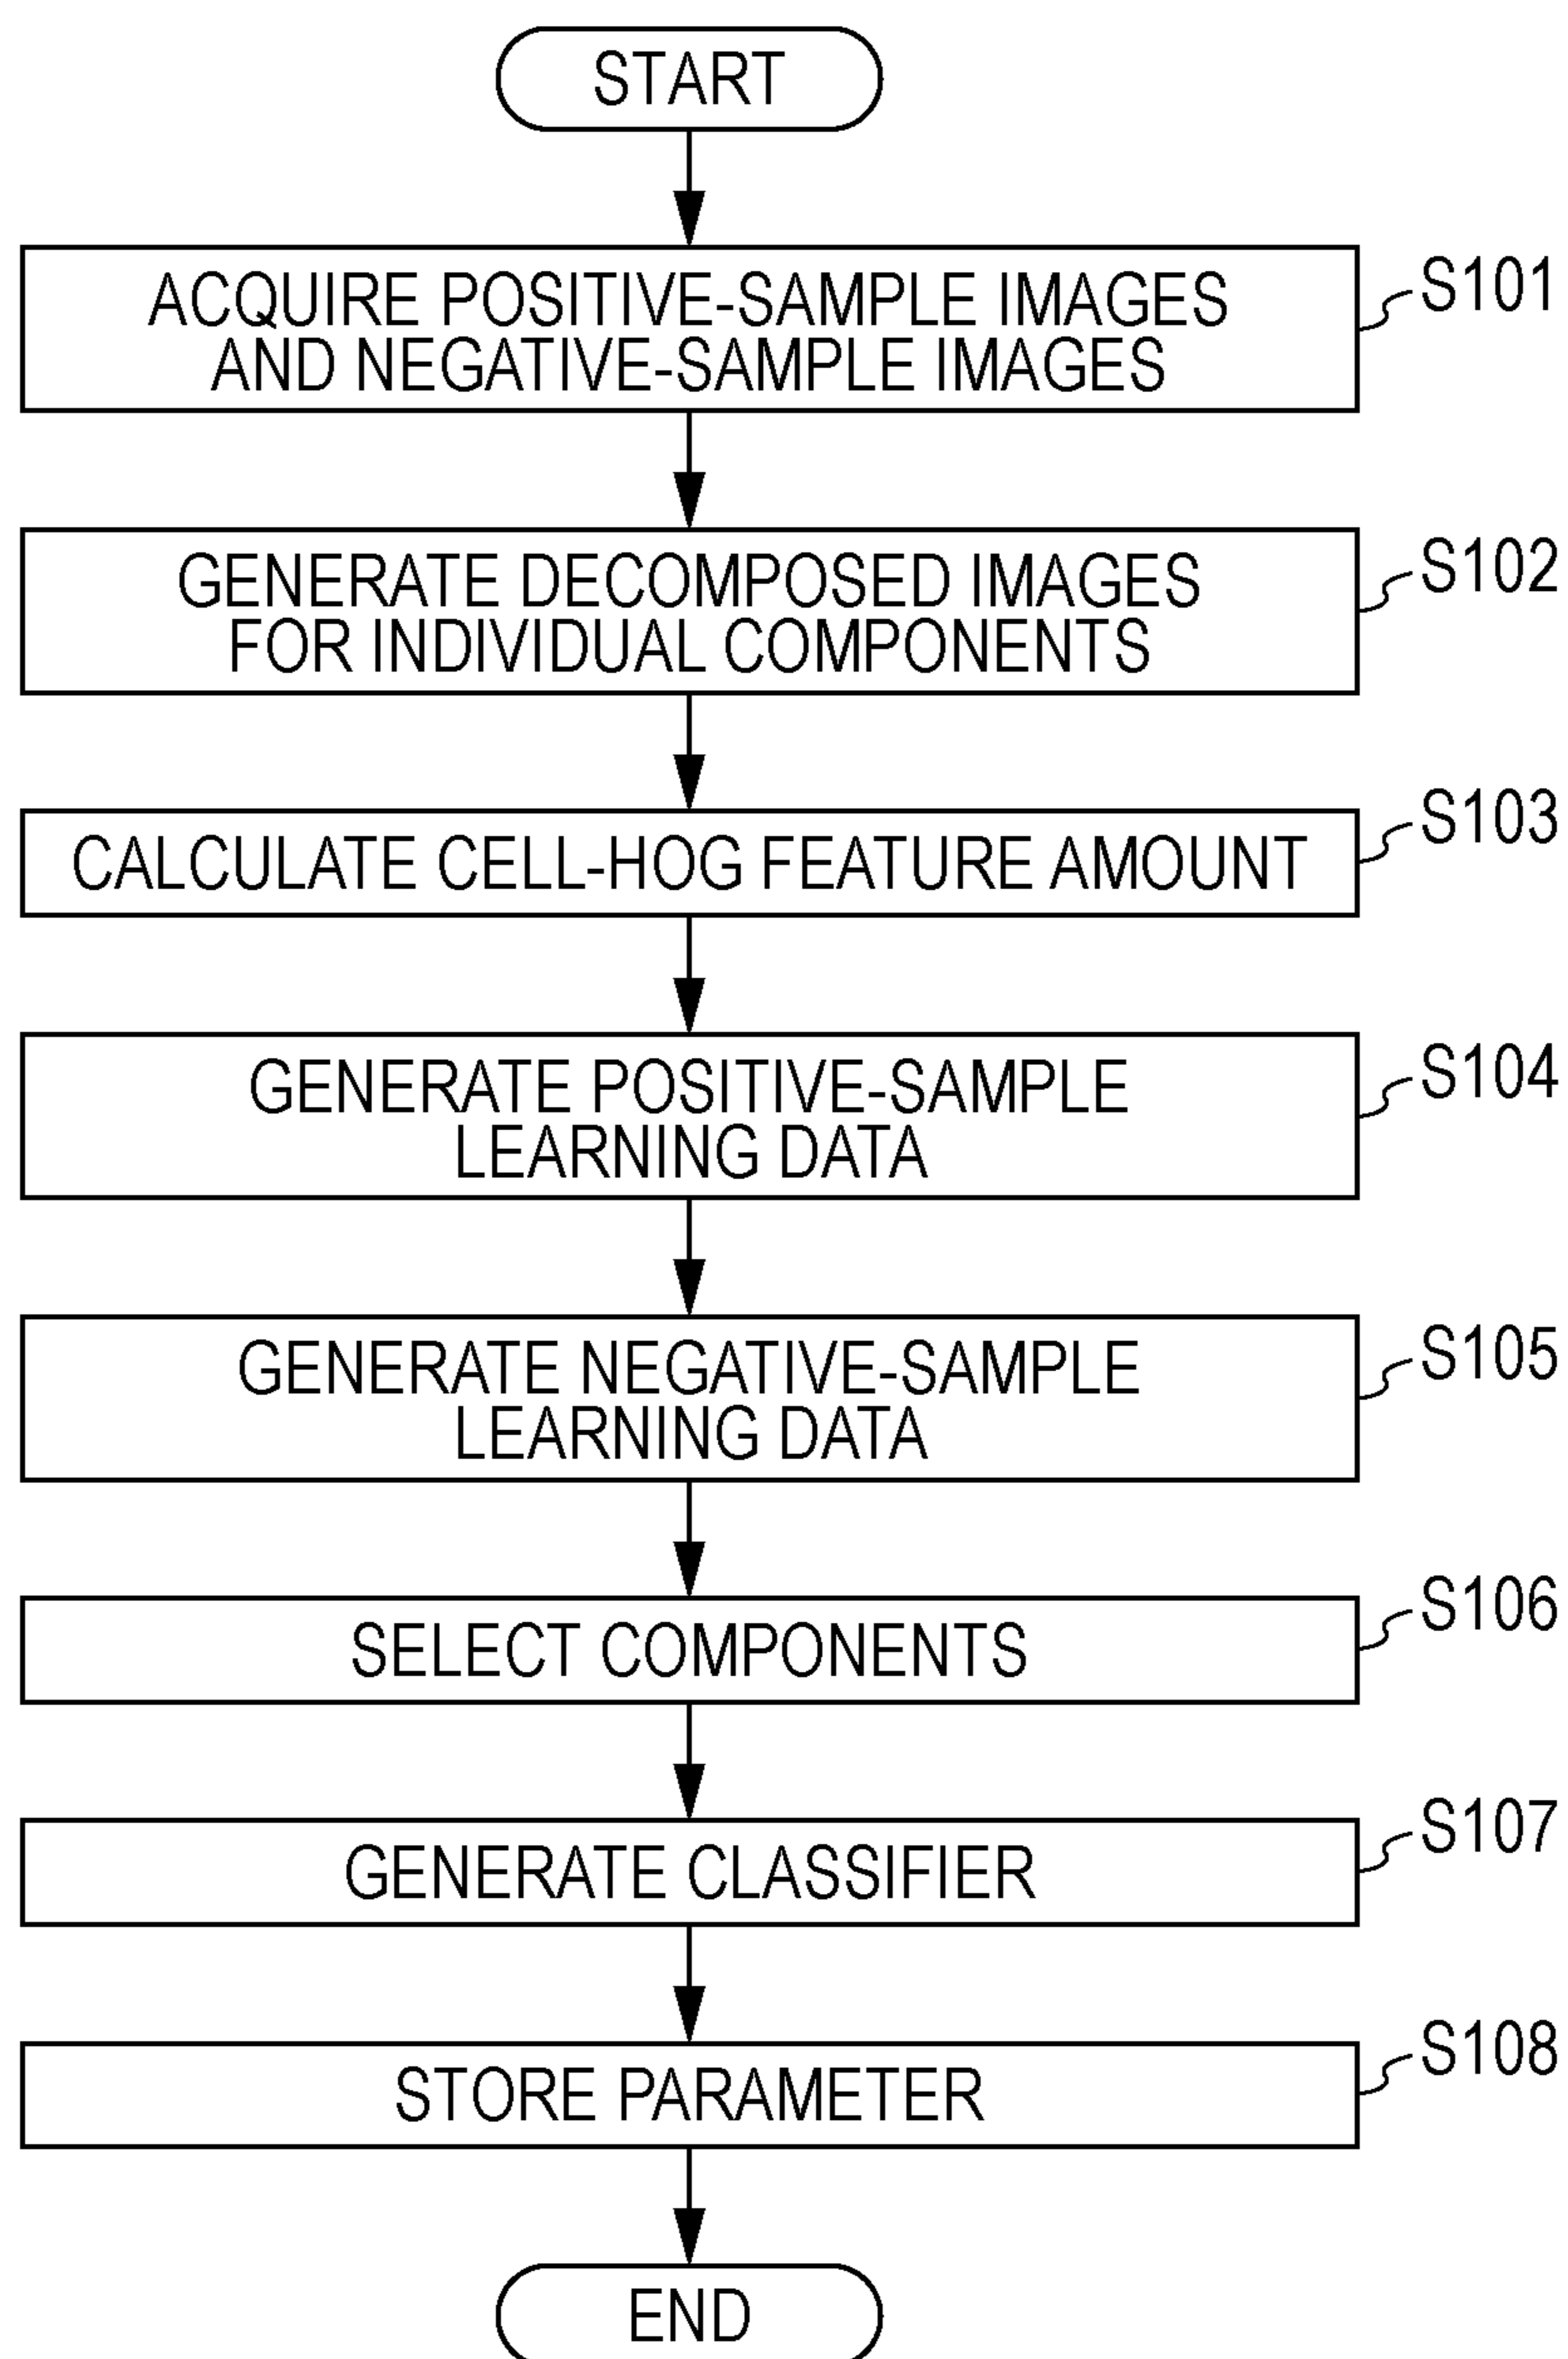 START
ACQUIRE POSITIVE-SAMPLE IMAGES
AND NEGATIVE-SAMPLE IMAGES
S101
GENERATE DECOMPOSED IMAGES
FOR INDIVIDUAL COMPONENTS
S102
CALCULATE CELL-HOG FEATURE AMOUNT
S103
GENERATE POSITIVE-SAMPLE
LEARNING DATA
S104
GENERATE NEGATIVE-SAMPLE
LEARNING DATA
S105
SELECT COMPONENTS
S106
GENERATE CLASSIFIER
S107
STORE PARAMETER
S108
END